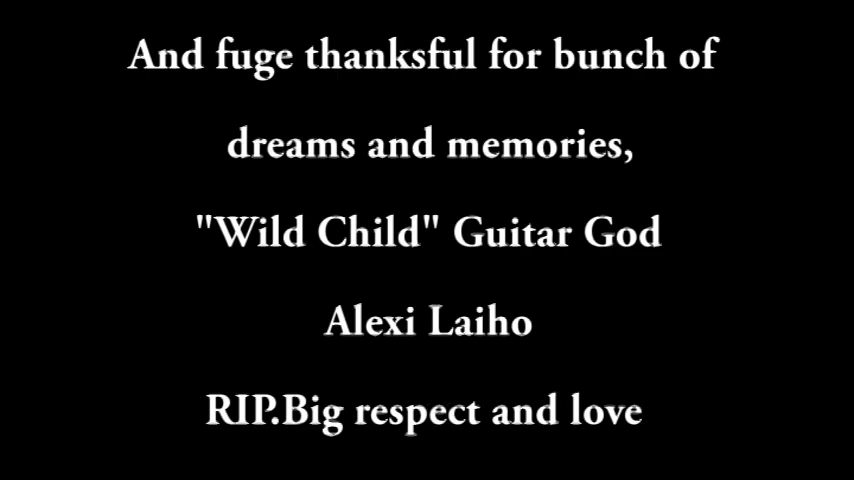 And fuge thanksful for bunch of
dreams and memories,
"Wild Child" Guitar God
Alexi Laiho
RIP.Big respect and love